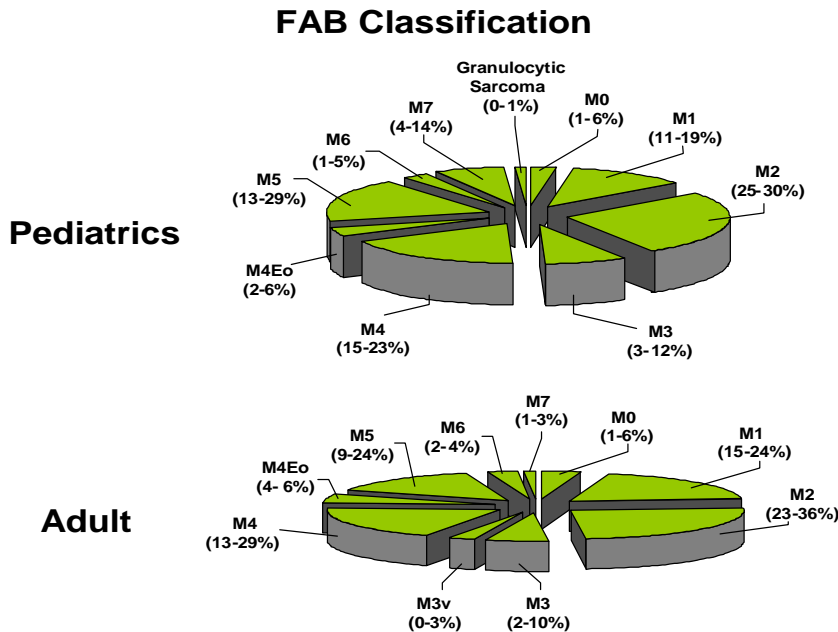 FAB Classification
Granulocytic
Sarcoma
(0-1%)
M0
(1-6%)
M1
(11-19%)
M2
(25-30%)
M3
(3-12%)
M4
(15-23%)
M4Eo
(2-6%)
M5
(13-29%)
M6
(1-5%)
M7
(4-14%)
Pediatrics
M7
(1-3%)
M0
(1-6%)
M1
(15-24%)
M2
(23-36%)
M3
(2-10%)
M3v
(0-3%)
M4
(13-29%)
M4Eo
(4- 6%)
M5
(9-24%)
M6
(2-4%)
Adult